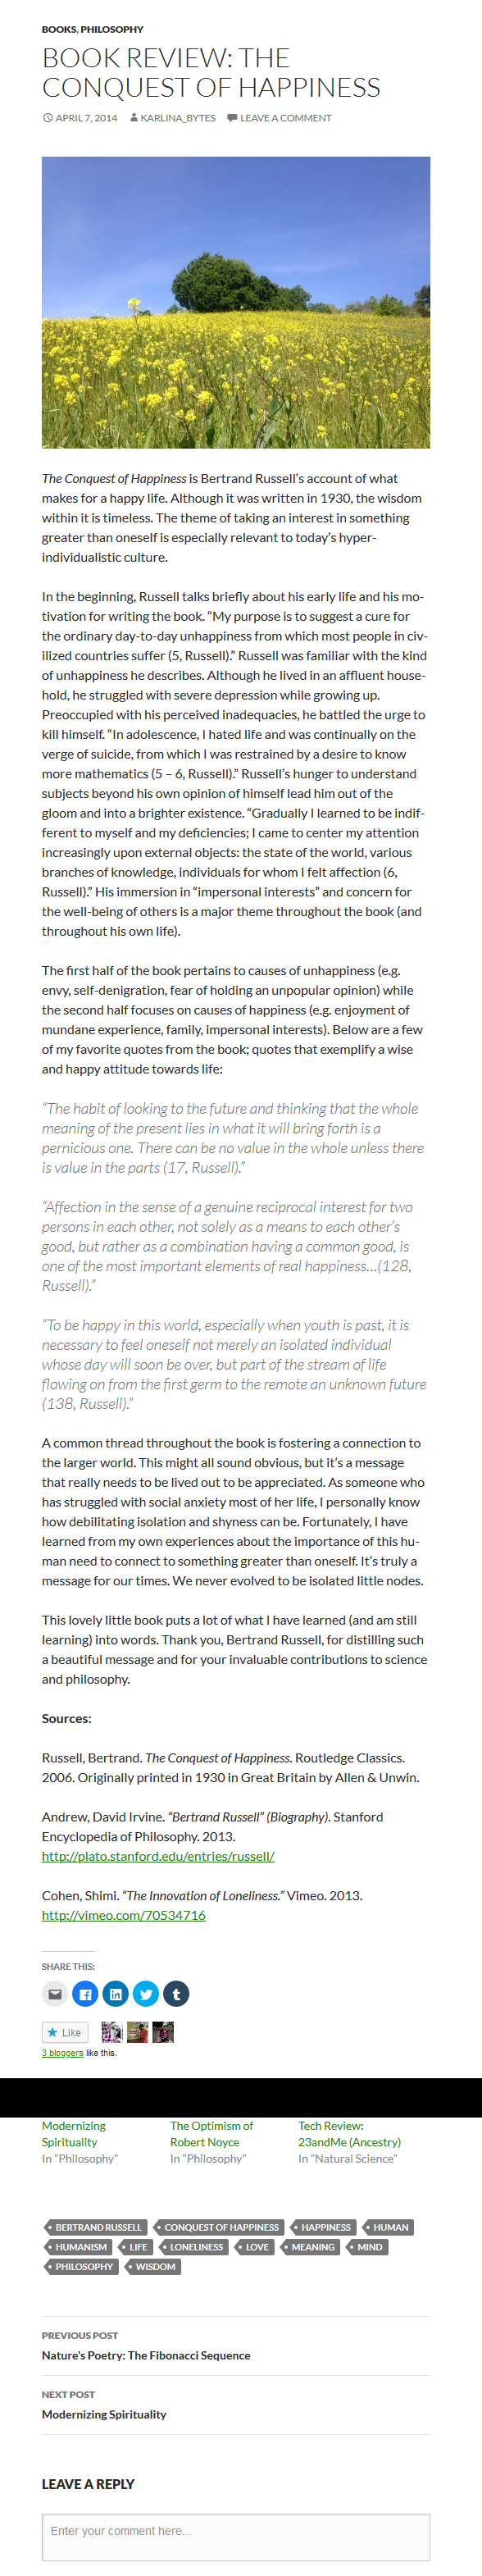 BOOKS, PHILOSOPHY
BOOK REVIEW: THE
CONQUEST OF HAPPINESS
APRIL 7, 2014 KARLINA_BYTES LEAVE A COMMENT
The Conquest of Happiness is Bertrand Russell's account of what
makes for a happy life. Although it was written in 1930, the wisdom
within it is timeless. The theme of taking an interest in something
greater than oneself is especially relevant to today's hyper-
individualistic culture.
In the beginning, Russell talks briefly about his early life and his mo-
tivation for writing the book. “My purpose is to suggest a cure for
the ordinary day-to-day unhappiness from which most people in civ-
ilized countries suffer (5, Russell).” Russell was familiar with the kind
of unhappiness he describes. Although he lived in an affluent house-
hold, he struggled with severe depression while growing up.
Preoccupied with his perceived inadequacies, he battled the urge to
kill himself. “In adolescence, I hated life and was continually on the
verge of suicide, from which I was restrained by a desire to know
more mathematics (5 – 6, Russell).” Russell's hunger to understand
subjects beyond his own opinion of himself lead him out of the
gloom and into a brighter existence. “Gradually I learned to be indif-
ferent to myself and my deficiencies; I came to center my attention
increasingly upon external objects: the state of the world, various
branches of knowledge, individuals for whom I felt affection (6,
Russell).” His immersion in “impersonal interests” and concern for
the well-being of others is a major theme throughout the book (and
throughout his own life).
The first half of the book pertains to causes of unhappiness (e.g.
envy, self-denigration, fear of holding an unpopular opinion) while
the second half focuses on causes of happiness (e.g. enjoyment of
mundane experience, family, impersonal interests). Below are a few
of my favorite quotes from the book; quotes that exemplify a wise
and happy attitude towards life:
“The habit of looking to the future and thinking that the whole
meaning of the present lies in what it will bring forth is a
pernicious one. There can be no value in the whole unless there
is value in the parts (17, Russell).”
“Affection in the sense of a genuine reciprocal interest for two
persons in each other, not solely as a means to each other's
good, but rather as a combination having a common good, is
one of the most important elements of real happiness…(128,
Russell).”
“To be happy in this world, especially when youth is past, it is
necessary to feel oneself not merely an isolated individual
whose day will soon be over, but part of the stream of life
flowing on from the first germ to the remote an unknown future
(138, Russell).”
A common thread throughout the book is fostering a connection to
the larger world. This might all sound obvious, but it's a message
that really needs to be lived out to be appreciated. As someone who
has struggled with social anxiety most of her life, I personally know
how debilitating isolation and shyness can be. Fortunately, I have
learned from my own experiences about the importance of this hu-
man need to connect to something greater than oneself. It's truly a
message for our times. We never evolved to be isolated little nodes.
This lovely little book puts a lot of what I have learned (and am still
learning) into words. Thank you, Bertrand Russell, for distilling such
a beautiful message and for your invaluable contributions to science
and philosophy.
Sources:
Russell, Bertrand. The Conquest of Happiness. Routledge Classics.
2006. Originally printed in 1930 in Great Britain by Allen & Unwin.
Andrew, David Irvine. “Bertrand Russell” (Biography). Stanford
Encyclopedia of Philosophy. 2013.
http://plato.stanford.edu/entries/russell/
Cohen, Shimi. “The Innovation of Loneliness.” Vimeo. 2013.
http://vimeo.com/70534716
SHARE THIS:
Like
3 bloggers like this.
Modernizing The Optimism of Tech Review:
Spirituality Robert Noyce 23andMe (Ancestry)
In "Philosophy" In "Philosophy" In "Natural Science"
BERTRAND RUSSELL CONQUEST OF HAPPINESS HAPPINESS HUMAN
HUMANISM LIFE LONELINESS LOVE MEANING MIND
PHILOSOPHY WISDOM
PREVIOUS POST
Nature's Poetry: The Fibonacci Sequence
NEXT POST
Modernizing Spirituality
LEAVE A REPLY
Enter your comment here...